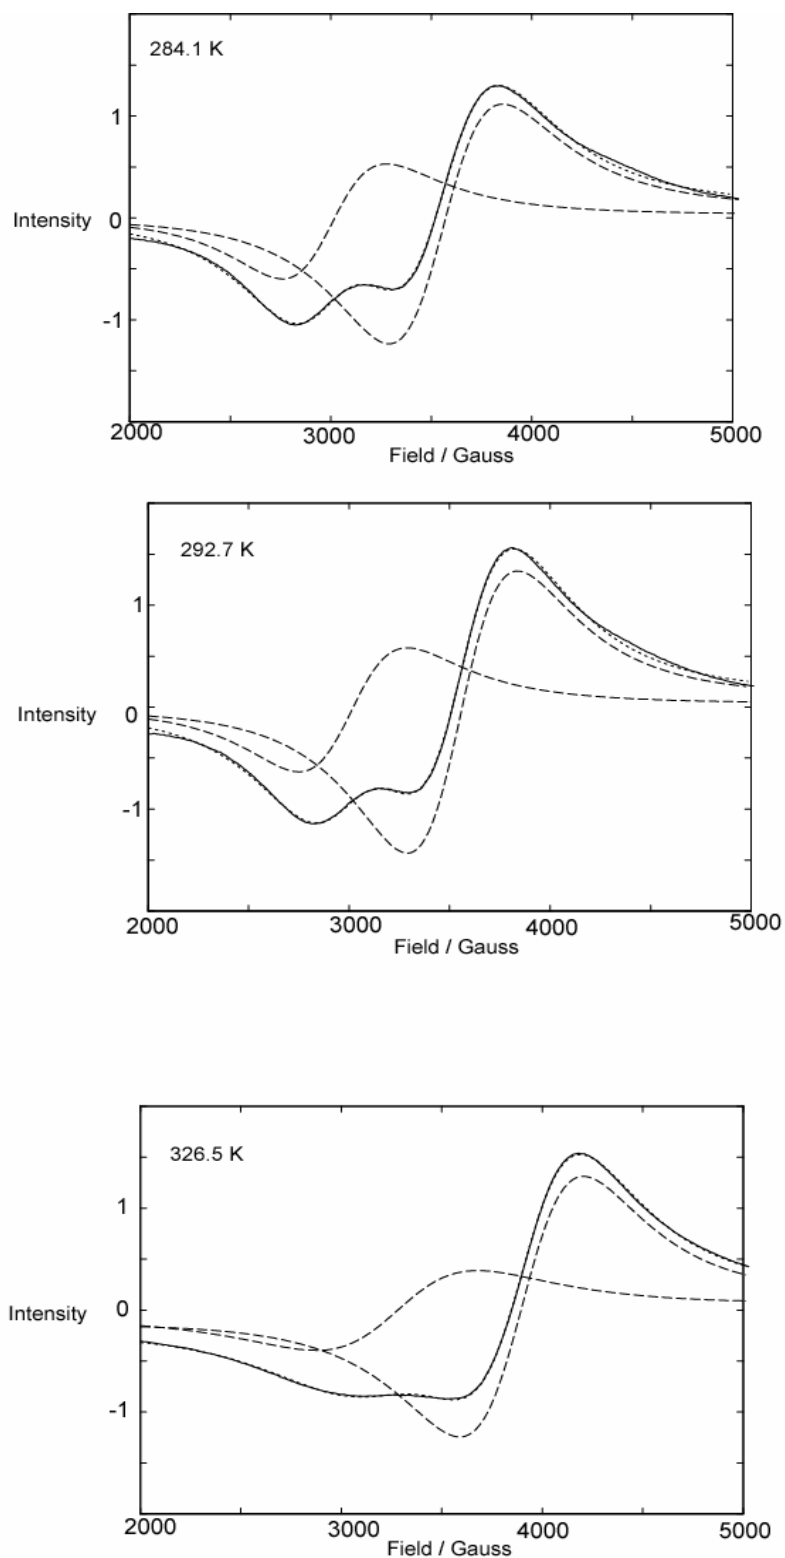 284.1 K
1
Intensity 0
-1
2000 3000 4000 5000
Field / Gauss
292.7 K
1
Intensity 0
-1
2000 3000 4000 5000
Field / Gauss
326.5 K
1
Intensity 0
-1
2000 3000 4000 5000
Field / Gauss